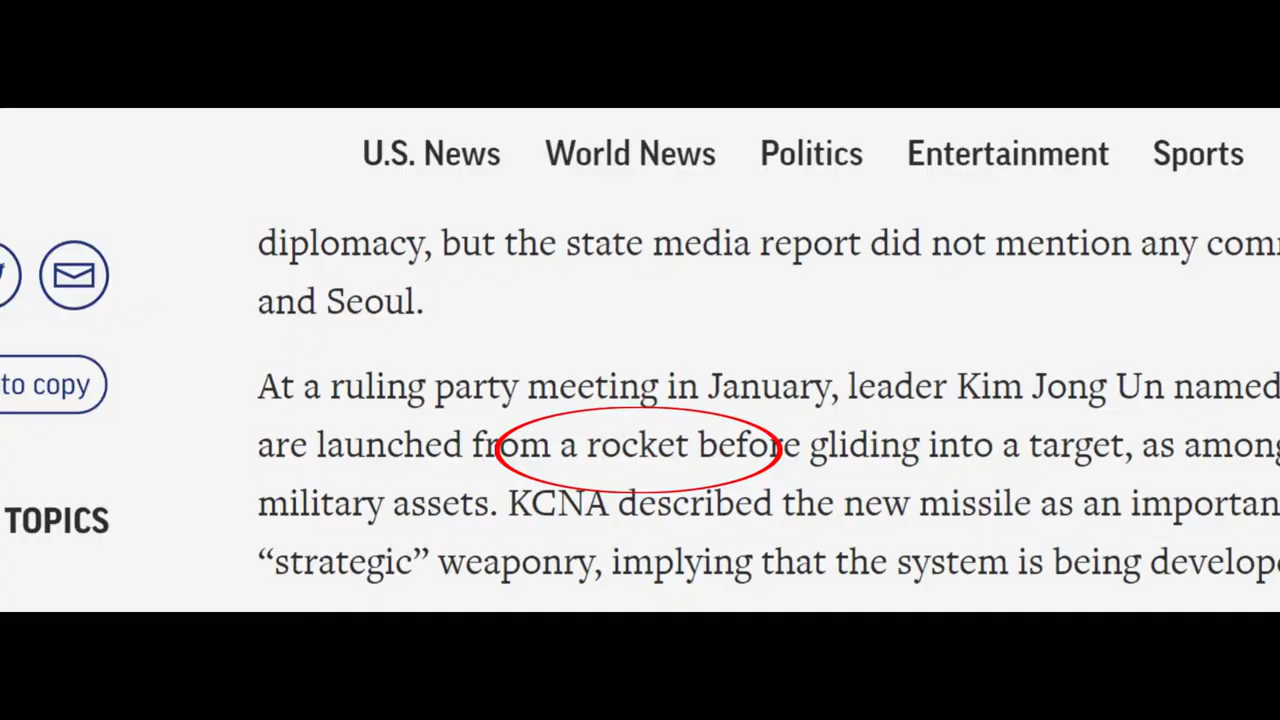 U.S. News World News Politics Entertainment Sports
diplomacy, but the state media report did not mention any
and Seoul.
to copy
At a ruling party meeting in January, leader Kim Jong Un named
are launched from a rocket before gliding into a target, as among
TOPICS
military assets. KCNA described the new missile as an important
“strategic” weaponry, implying that the system is being